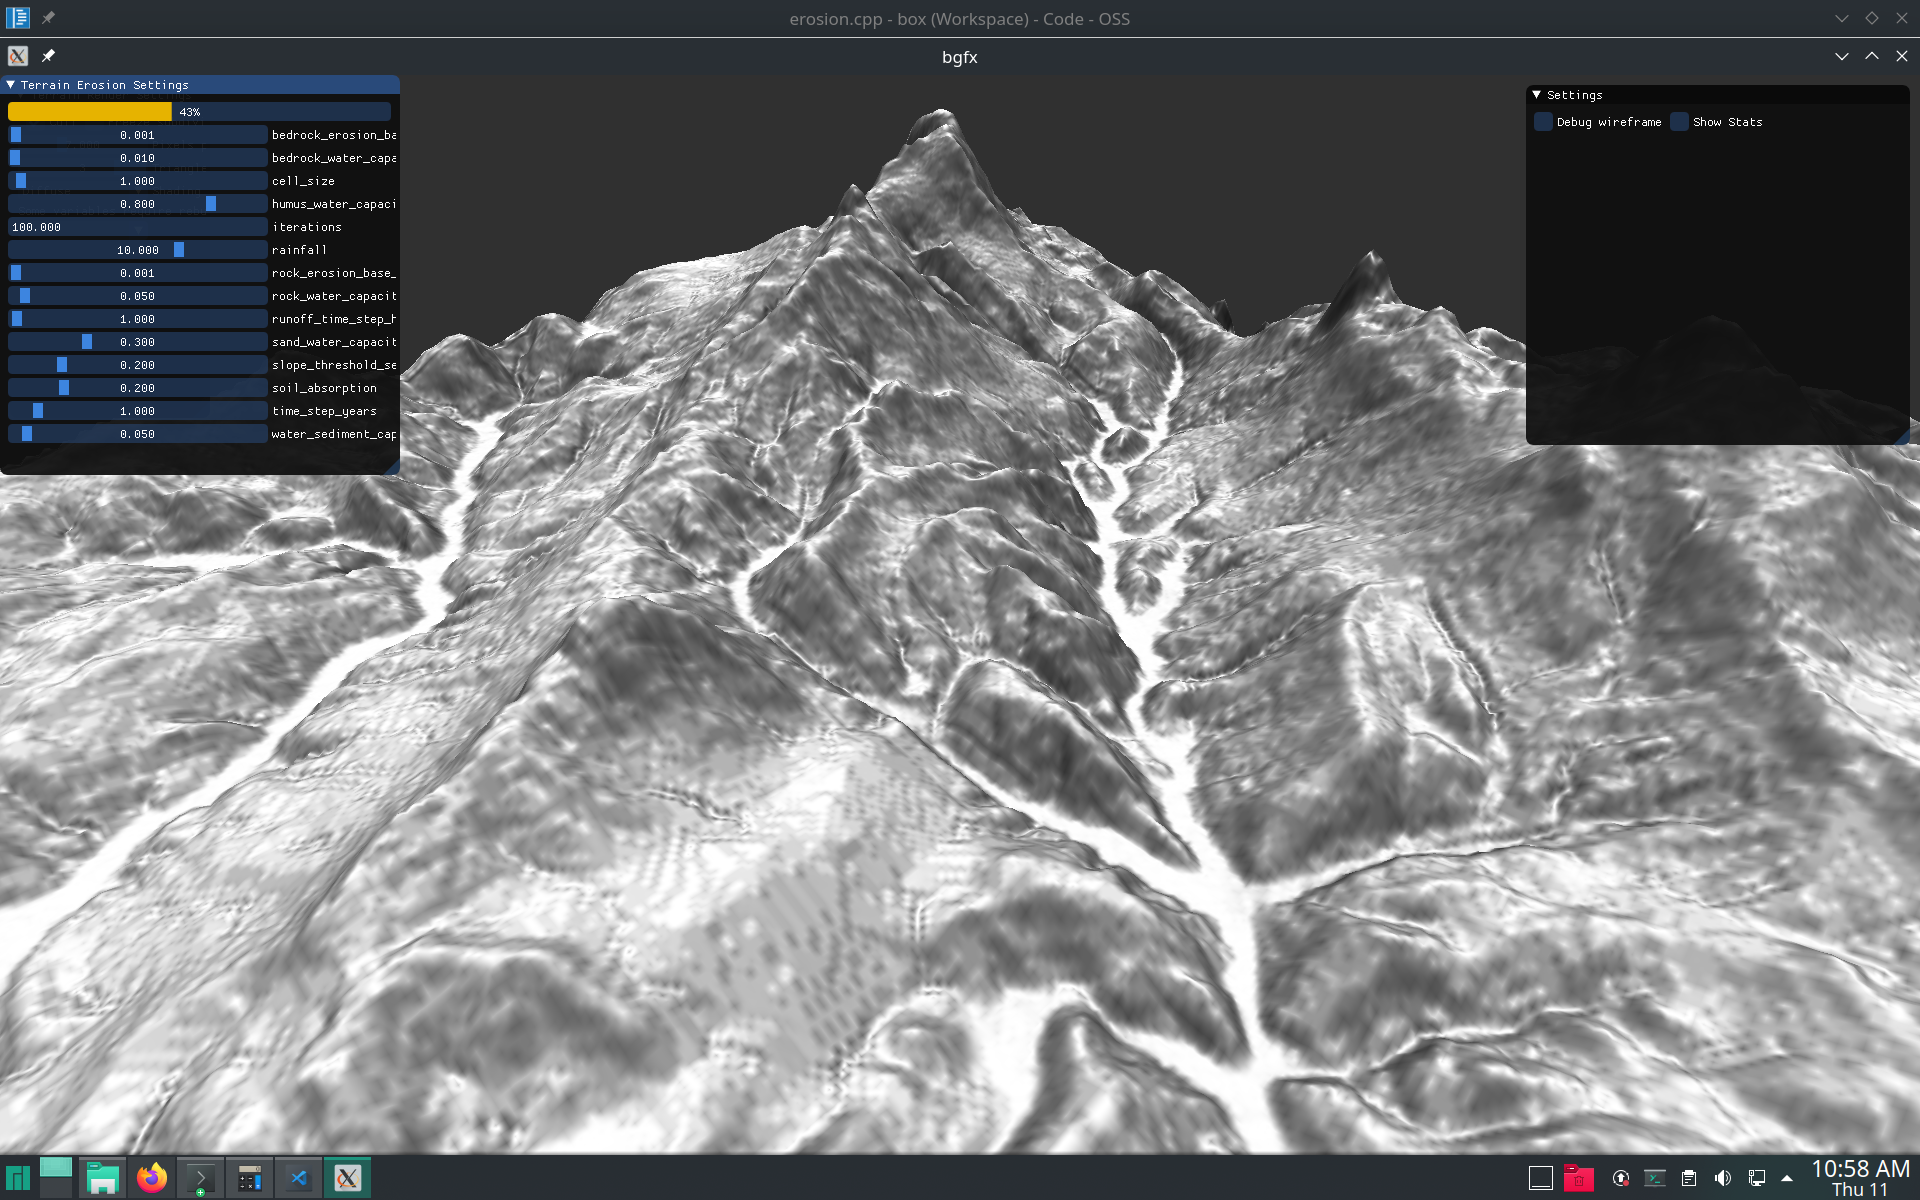 erosion.cpp - box (Workspace) - Code - OSS
bgfx
Terrain Erosion Settings
43%
0.001 bedrock_erosion_ba
0.010 bedrock_water_capa
1.000 cell_size
0.800 humus_water_capaci
100.000 iterations
10.000 rainfall
0.001 rock_erosion_base_
0.050 rock_water_capacit
1.000 runoff_time_step_h
0.300 sand_water_capacit
0.200 slope_threshold_se
0.200 soil_absorption
1.000 time_step_years
0.050 water_sediment_cap
Settings
Debug wireframe Show Stats
10:58 AM
Thu 11